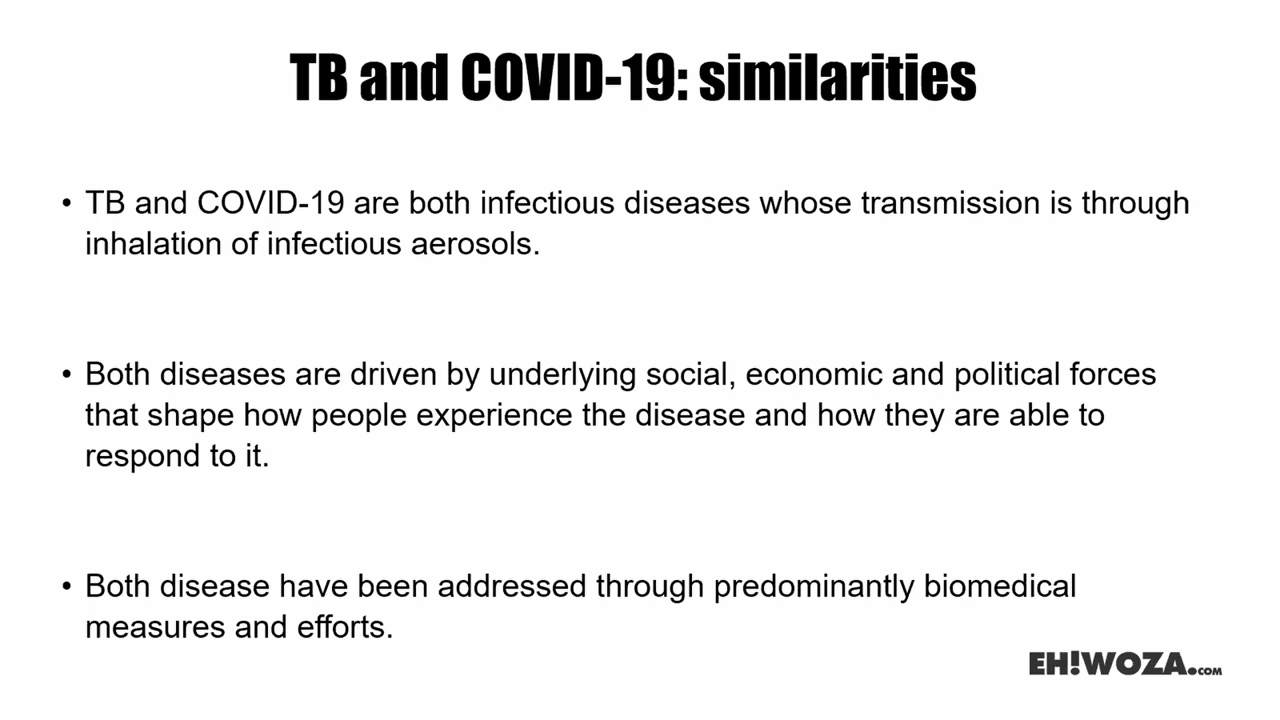 TB and COVID-19: similarities
• TB and COVID-19 are both infectious diseases whose transmission is through
inhalation of infectious aerosols.
• Both diseases are driven by underlying social, economic and political forces
that shape how people experience the disease and how they are able to
respond to it.
• Both disease have been addressed through predominantly biomedical
measures and efforts.
EH!WOZA.COM